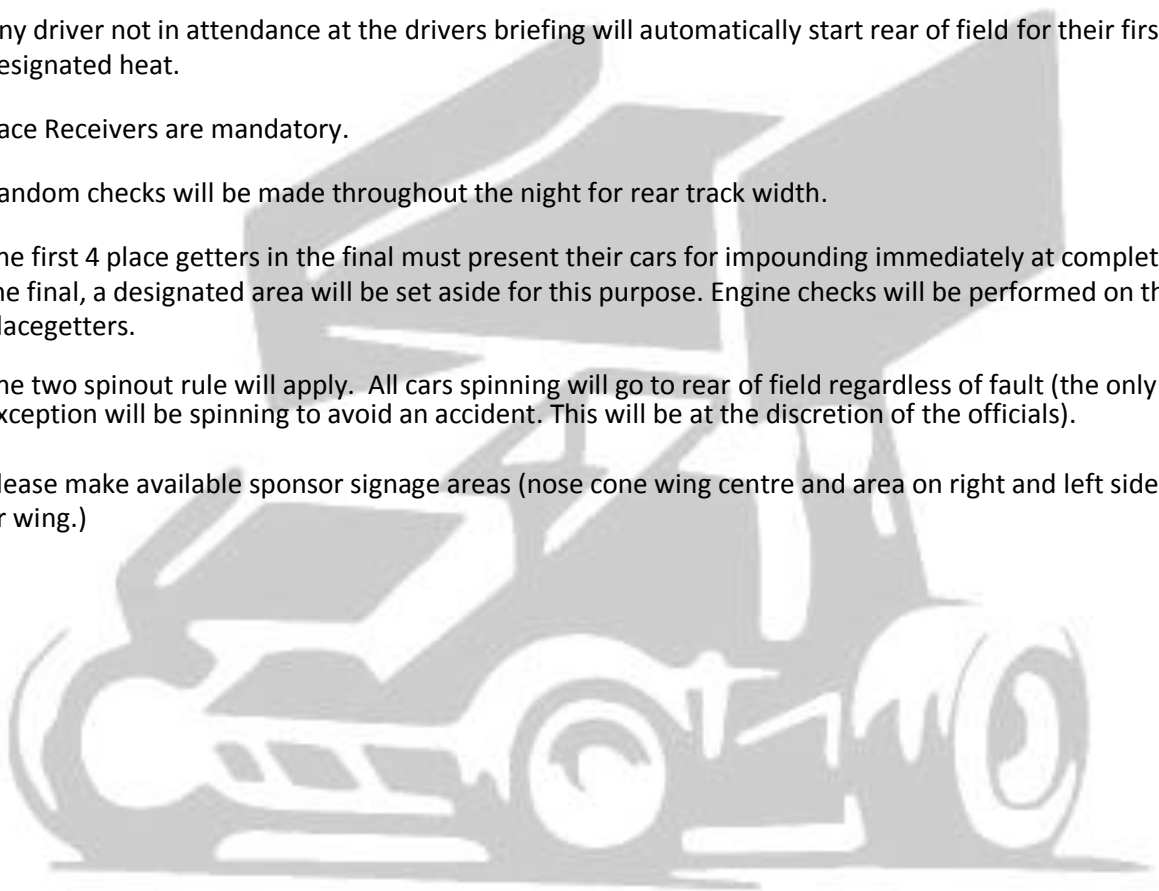 ny driver not in attendance at the drivers briefing will automatically start rear of field for their firs
esignated heat.
ace Receivers are mandatory.
andom checks will be made throughout the night for rear track width.
he first 4 place getters in the final must present their cars for impounding immediately at complet
he final, a designated area will be set aside for this purpose. Engine checks will be performed on th
lacegetters.
he two spinout rule will apply.  All cars spinning will go to rear of field regardless of fault (the only
xception will be spinning to avoid an accident. This will be at the discretion of the officials).
lease make available sponsor signage areas (nose cone wing centre and area on right and left side
r wing.)